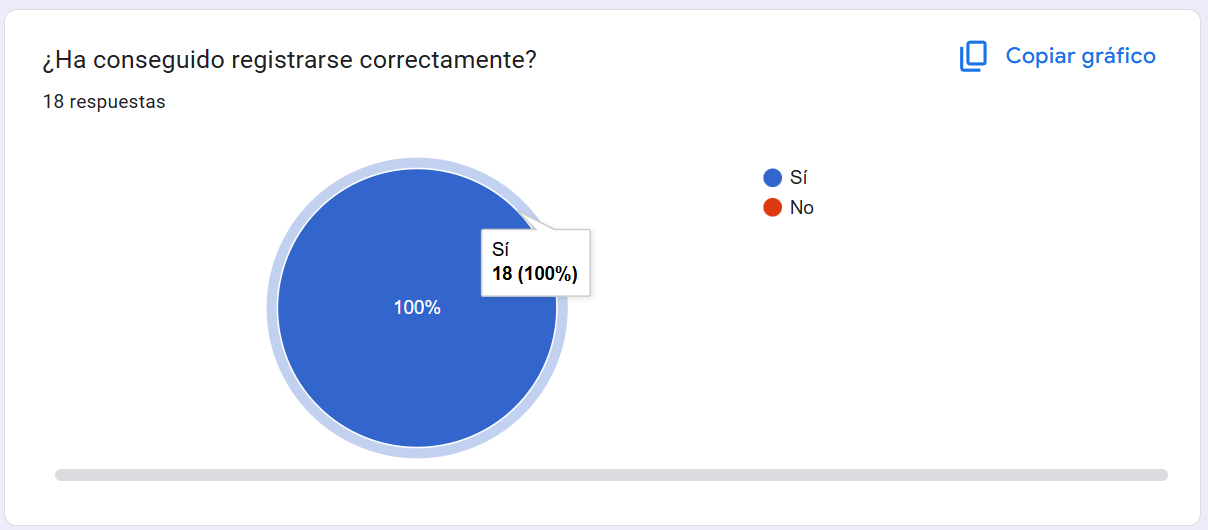 ¿Ha conseguido registrarse correctamente?
Copiar gráfico
18 respuestas
Sí
No
Sí
18 (100%)
100%